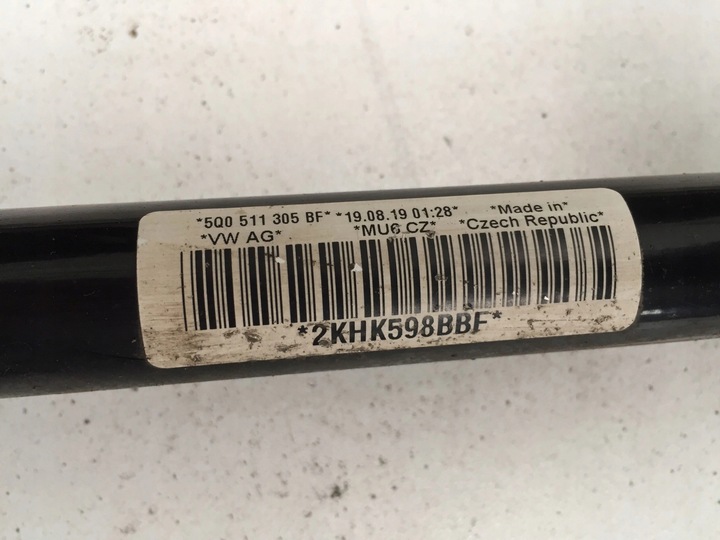 *5Q0 511 305 BF* *19.08.19 01:28* *Made in*
*VW AG* *MU6 CZ* *Czech Republic*
*2KHK598BBF*